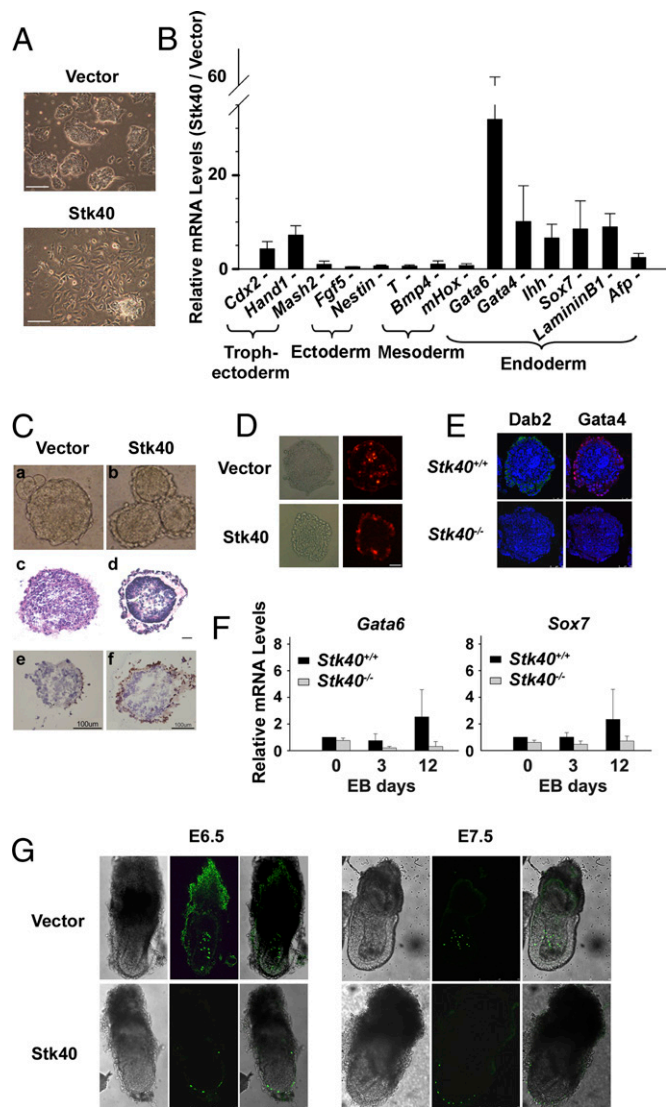 A
Vector
Stk40
B
Relative mRNA Levels (Stk40 / Vector)
60
30
20
10
0
Cdx2
Hand1
Mash2
Fgf5
Nestin
T
Bmp4
mHox
Gata6
Gata4
Ihh
Sox7
LamininB1
Afp
Troph-
ectoderm
Ectoderm
Mesoderm
Endoderm
C
Vector
Stk40
a
b
c
d
e
f
100um
100um
D
Vector
Stk40
E
Dab2
Gata4
Stk40+/+
Stk40-/-
F
Relative mRNA Levels
Gata6
8
6
4
2
0
Stk40+/+
Stk40-/-
0
3
12
EB days
Sox7
8
6
4
2
0
Stk40+/+
Stk40-/-
0
3
12
EB days
G
E6.5
E7.5
Vector
Stk40